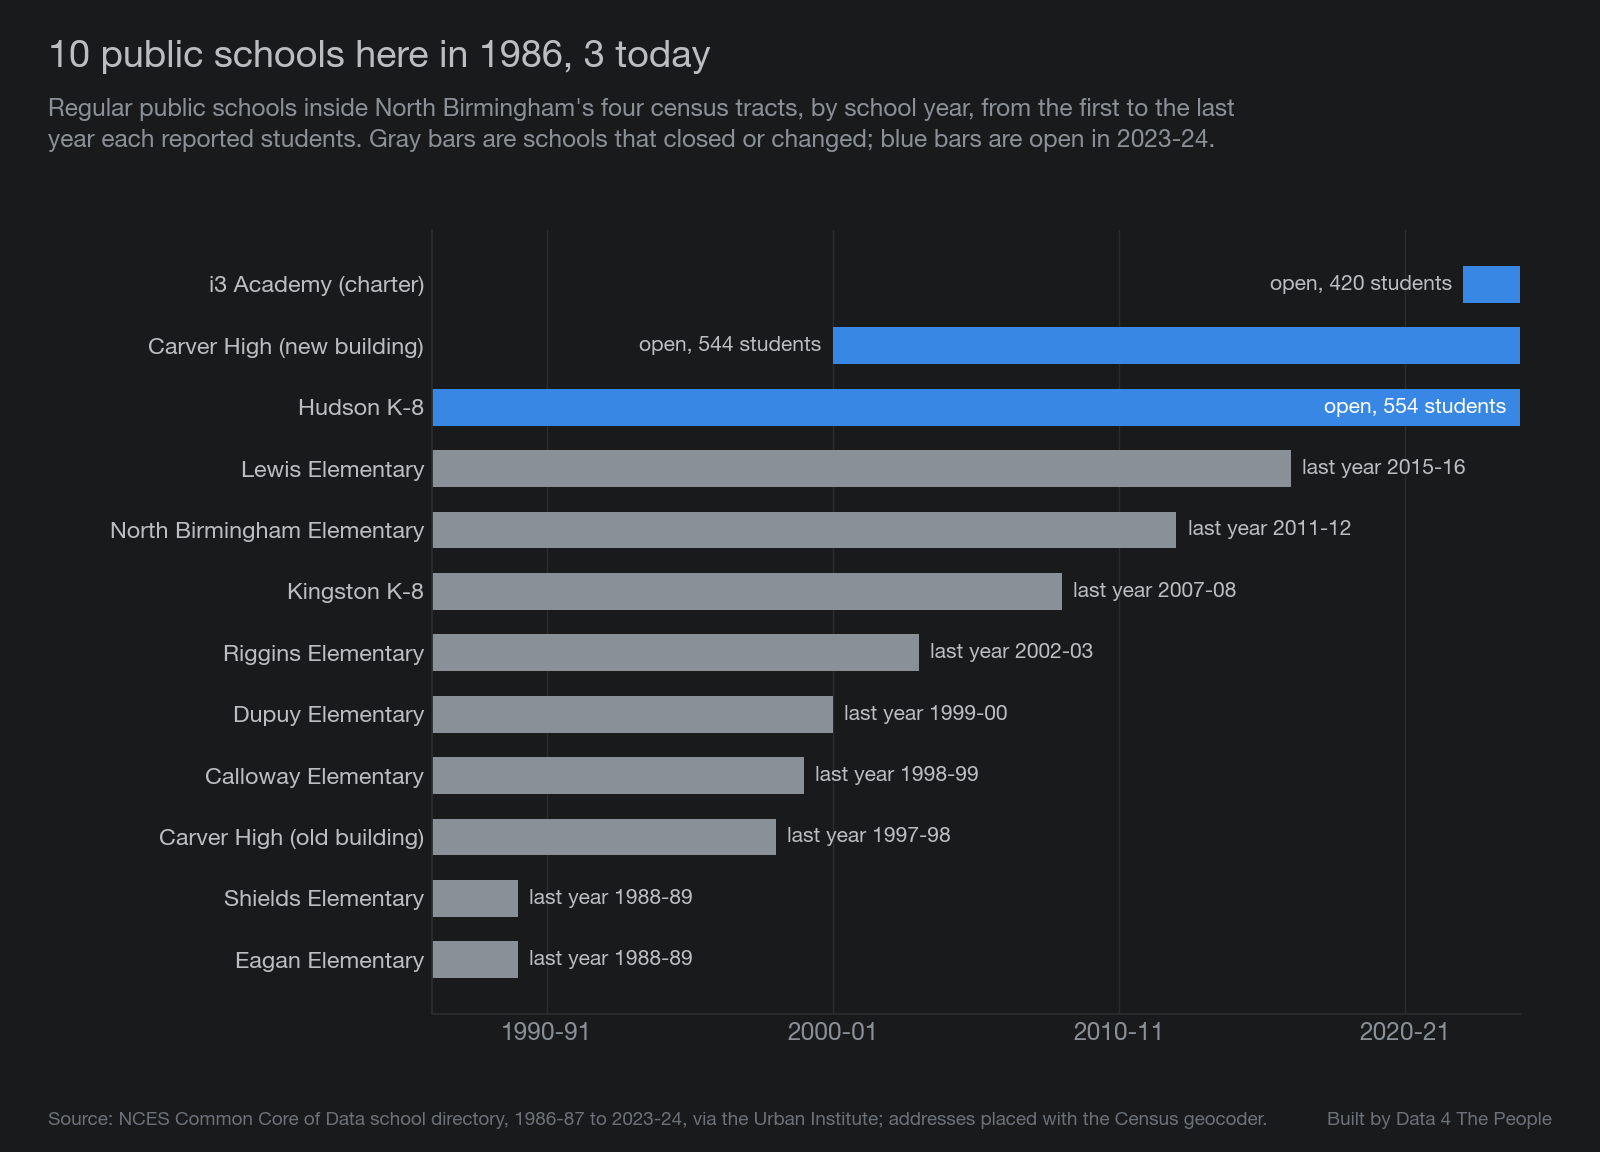 10 public schools here in 1986, 3 today
Regular public schools inside North Birmingham's four census tracts, by school year, from the first to the last
year each reported students. Gray bars are schools that closed or changed; blue bars are open in 2023-24.
i3 Academy (charter)
open, 420 students
Carver High (new building)
open, 544 students
Hudson K-8
open, 554 students
Lewis Elementary
last year 2015-16
North Birmingham Elementary
last year 2011-12
Kingston K-8
last year 2007-08
Riggins Elementary
last year 2002-03
Dupuy Elementary
last year 1999-00
Calloway Elementary
last year 1998-99
Carver High (old building)
last year 1997-98
Shields Elementary
last year 1988-89
Eagan Elementary
last year 1988-89
1990-91
2000-01
2010-11
2020-21
Source: NCES Common Core of Data school directory, 1986-87 to 2023-24, via the Urban Institute; addresses placed with the Census geocoder.
Built by Data 4 The People